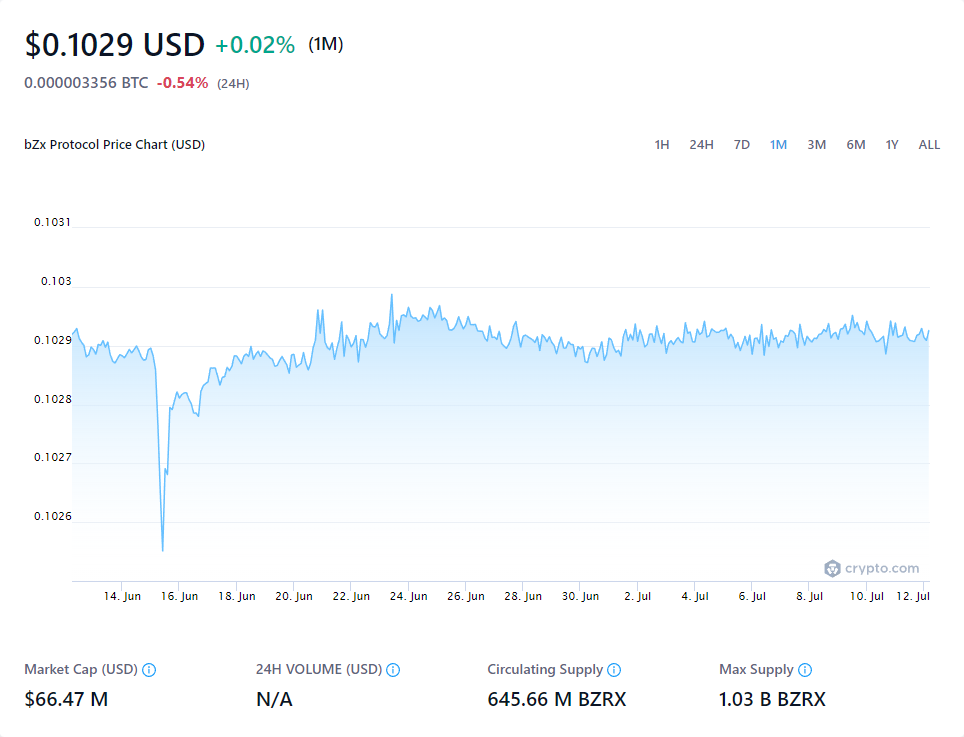 $0.1029 USD +0.02% (1M)
0.000003356 BTC -0.54% (24H)
bZx Protocol Price Chart (USD) 1H 24H 7D 1M 3M 6M 1Y ALL
0.1031
0.103
0.1029
0.1028
0.1027
0.1026
crypto.com
14. Jun 16. Jun 18. Jun 20. Jun 22. Jun 24. Jun 26. Jun 28. Jun 30. Jun 2. Jul 4. Jul 6. Jul 8. Jul 10. Jul 12. Jul
Market Cap (USD) 24H VOLUME (USD) Circulating Supply Max Supply
$66.47 M N/A 645.66 M BZRX 1.03 B BZRX